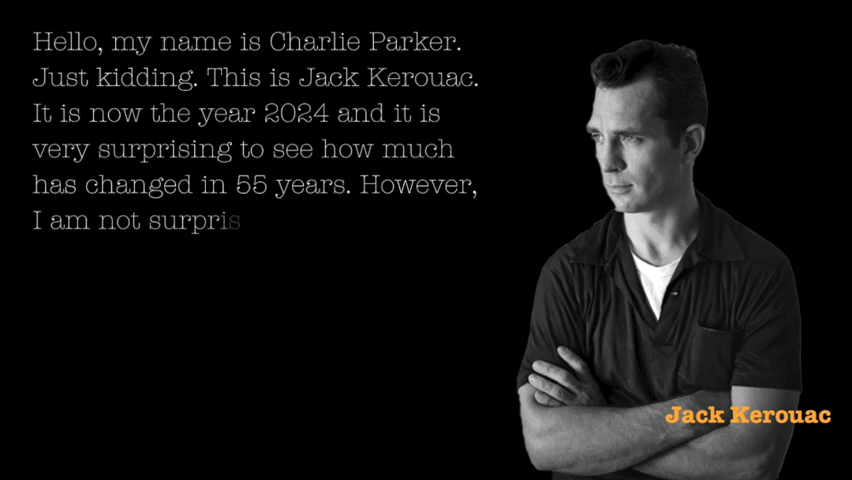 Hello, my name is Charlie Parker.
Just kidding. This is Jack Kerouac.
It is now the year 2024 and it is
very surprising to see how much
has changed in 55 years. However,
I am not surpris
Jack Kerouac